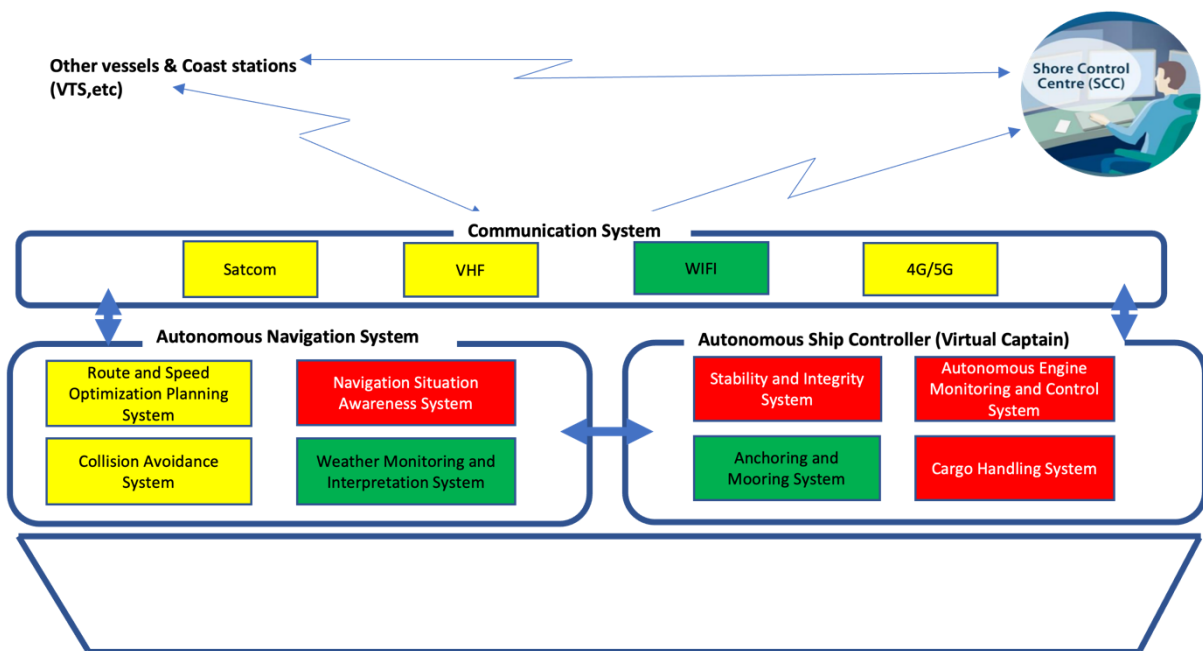 Other vessels & Coast stations
(VTS,etc)
Shore Control
Centre (SCC)
Communication System
Satcom
VHF
WIFI
4G/5G
Autonomous Navigation System
Route and Speed
Optimization Planning
System
Navigation Situation
Awareness System
Collision Avoidance
System
Weather Monitoring and
Interpretation System
Autonomous Ship Controller (Virtual Captain)
Stability and Integrity
System
Autonomous Engine
Monitoring and Control
System
Anchoring and
Mooring System
Cargo Handling System